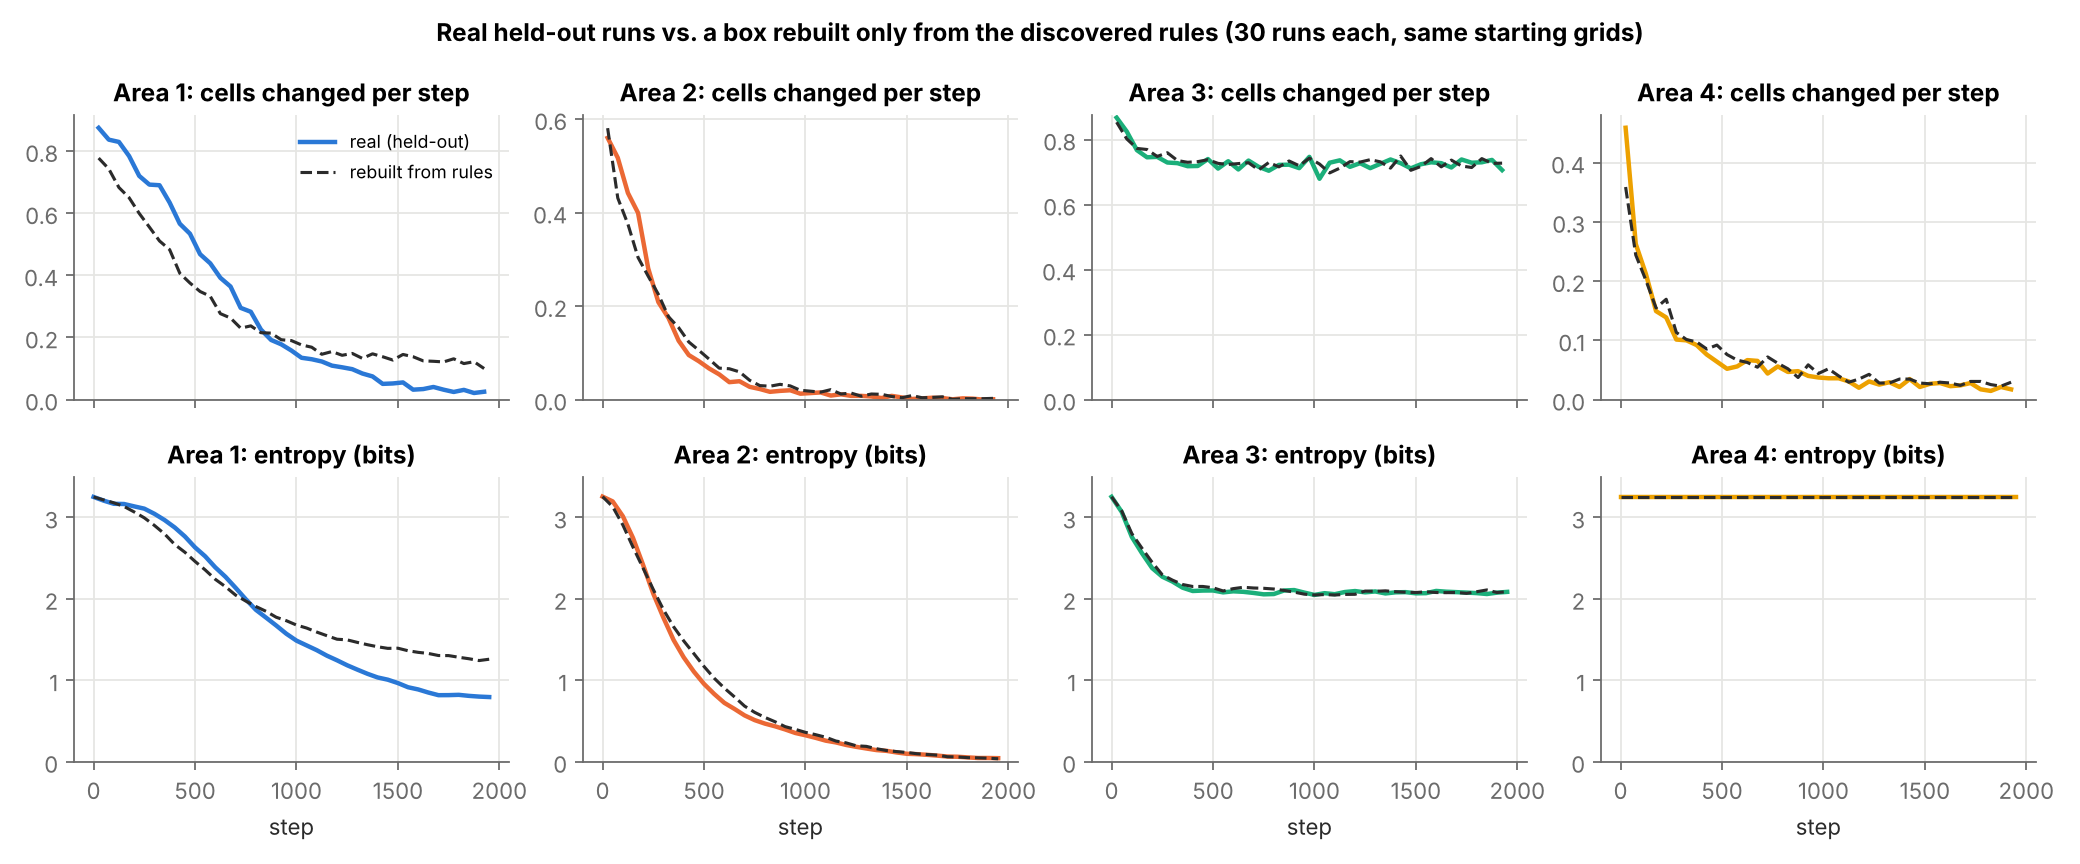 Real held-out runs vs. a box rebuilt only from the discovered rules (30 runs each, same starting grids)
Area 1: cells changed per step
Area 2: cells changed per step
Area 3: cells changed per step
Area 4: cells changed per step
real (held-out)
rebuilt from rules
0.8
0.6
0.4
0.2
0.0
0.6
0.4
0.2
0.0
0.8
0.6
0.4
0.2
0.0
0.4
0.3
0.2
0.1
0.0
Area 1: entropy (bits)
Area 2: entropy (bits)
Area 3: entropy (bits)
Area 4: entropy (bits)
3
2
1
0
3
2
1
0
3
2
1
0
3
2
1
0
0 500 1000 1500 2000
0 500 1000 1500 2000
0 500 1000 1500 2000
0 500 1000 1500 2000
step
step
step
step